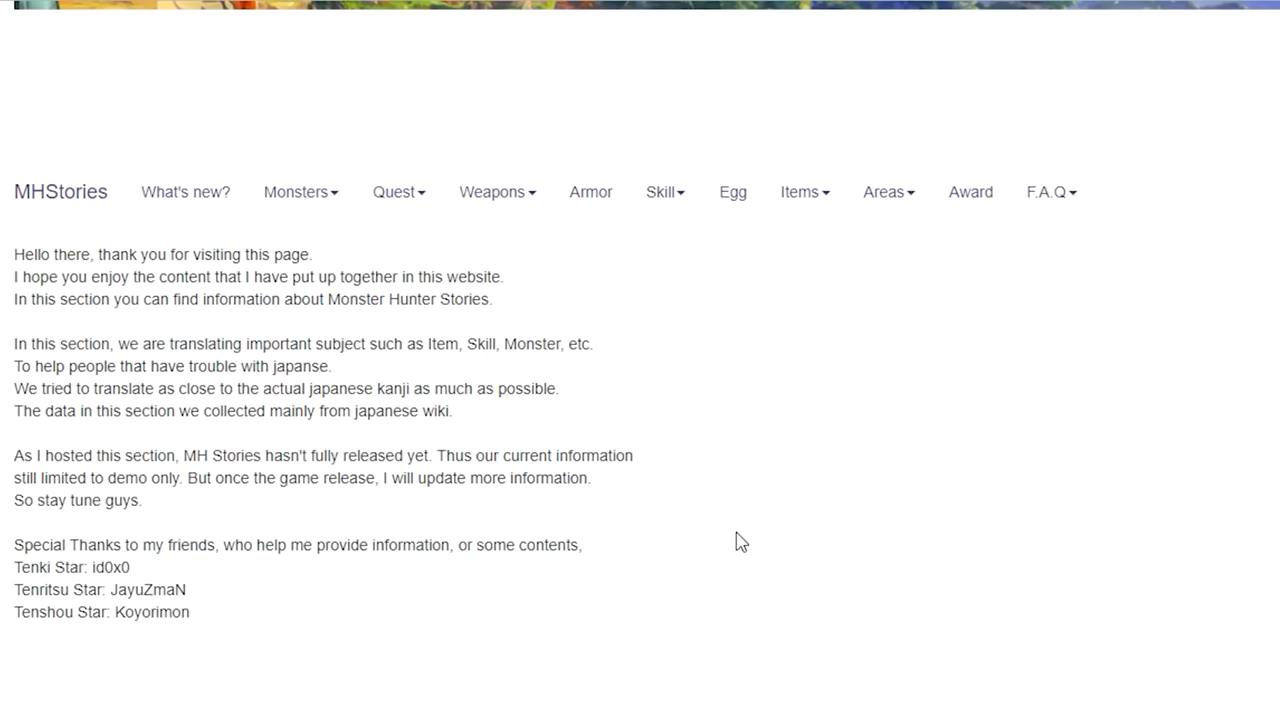 MHStories What's new? Monsters Quest Weapons Armor Skill Egg Items Areas Award F.A.Q
Hello there, thank you for visiting this page.
I hope you enjoy the content that I have put up together in this website.
In this section you can find information about Monster Hunter Stories.
In this section, we are translating important subject such as Item, Skill, Monster, etc.
To help people that have trouble with japanse.
We tried to translate as close to the actual japanese kanji as much as possible.
The data in this section we collected mainly from japanese wiki.
As I hosted this section, MH Stories hasn't fully released yet. Thus our current information
still limited to demo only. But once the game release, I will update more information.
So stay tune guys.
Special Thanks to my friends, who help me provide information, or some contents,
Tenki Star: id0x0
Tenritsu Star: JayuZmaN
Tenshou Star: Koyorimon